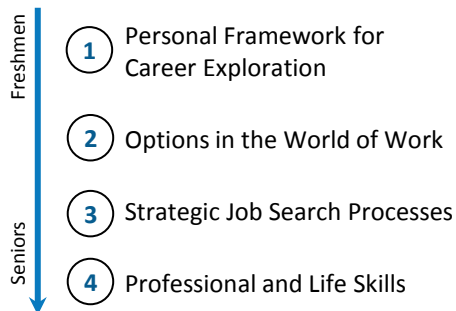 Freshmen
1
Personal Framework for
Career Exploration
2
Options in the World of Work
3
Strategic Job Search Processes
Seniors
4
Professional and Life Skills